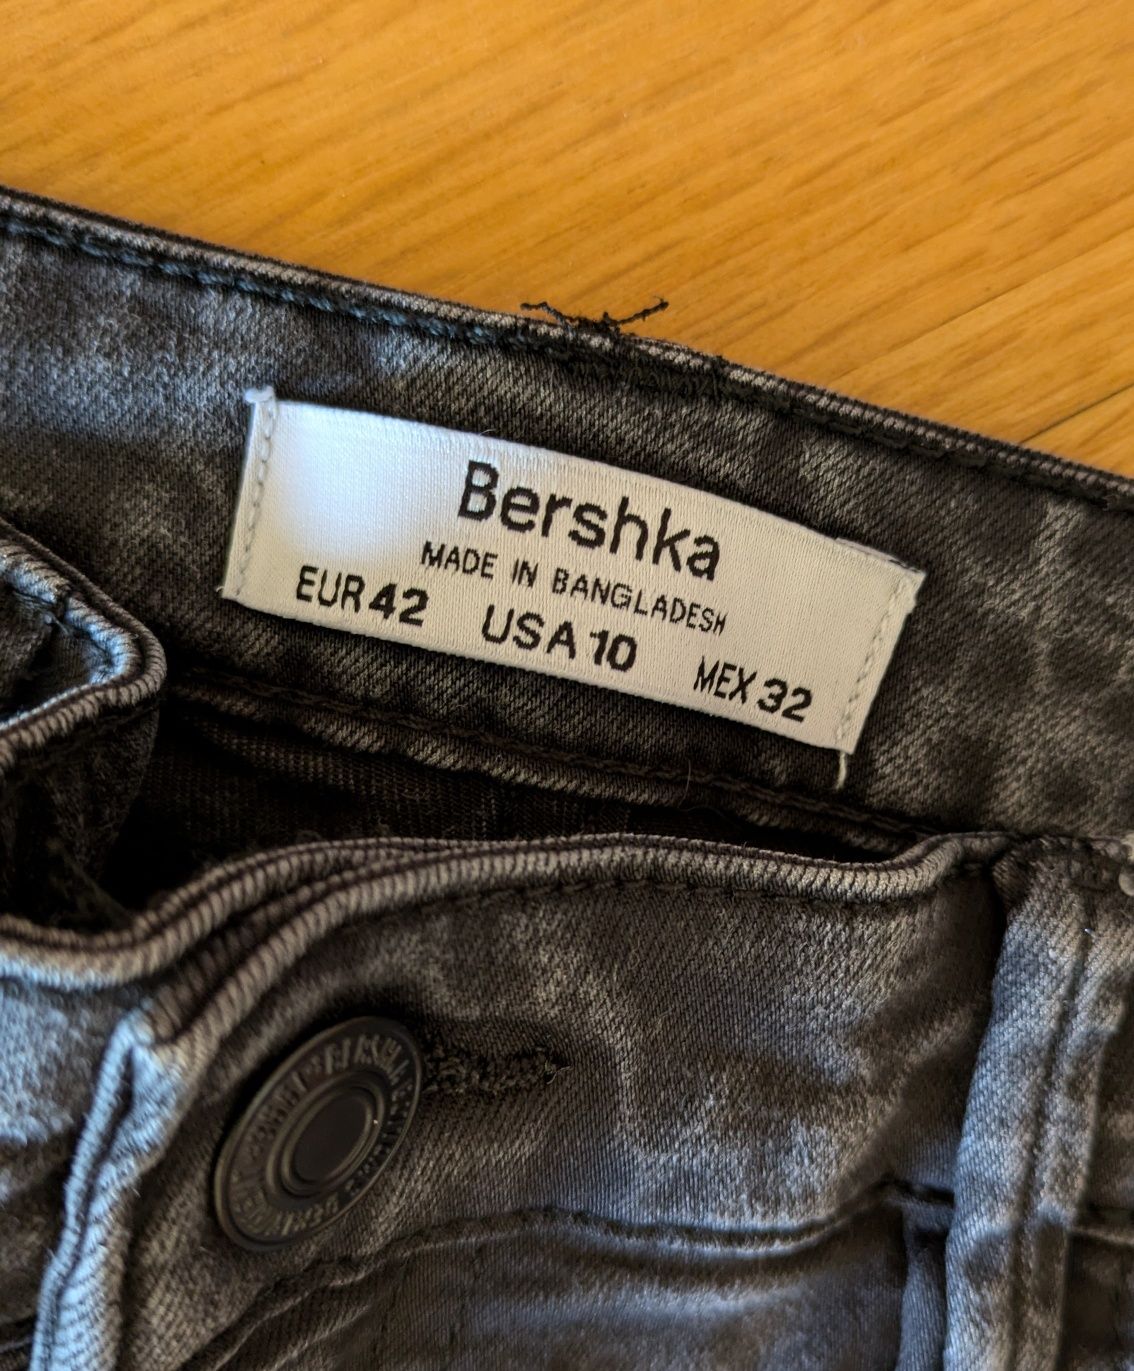 Bershka
MADE IN BANGLADESH
EUR 42 USA 10 MEX 32